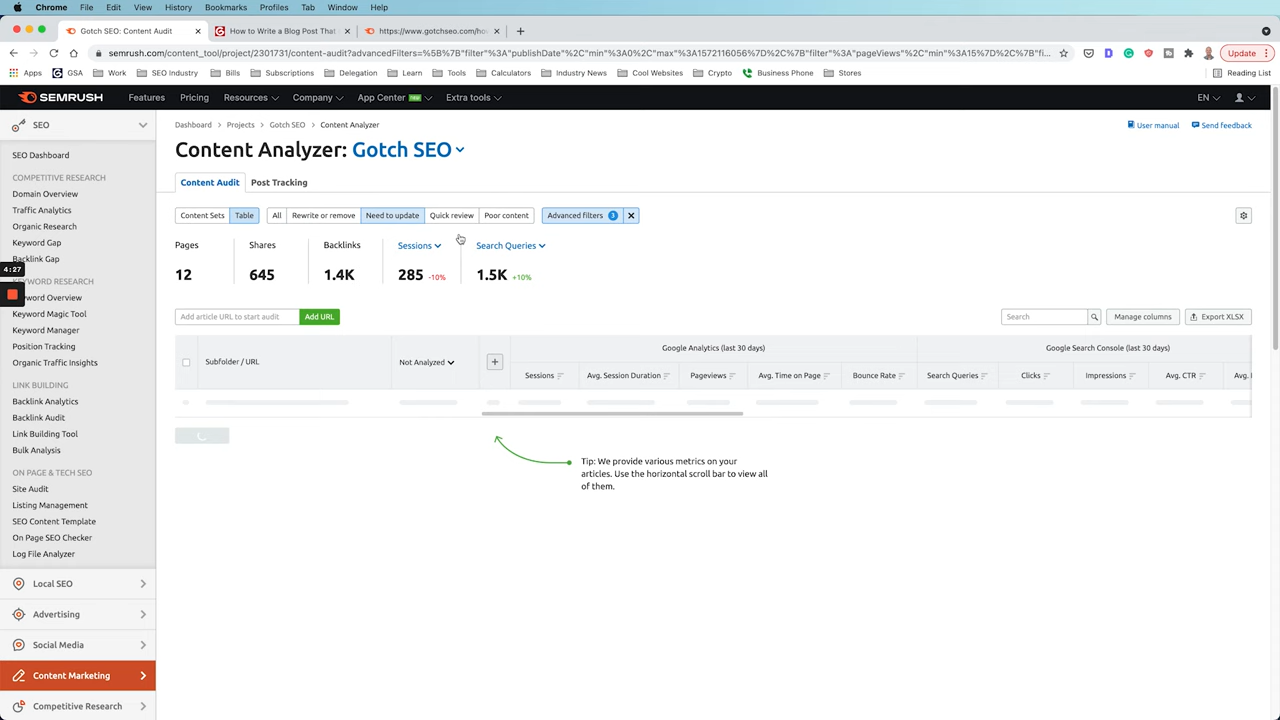 Chrome File Edit View History Bookmarks Profiles Tab Window Help
Gotch SEO: Content Audit
How to Write a Blog Post That
https://www.gotchseo.com/ho
semrush.com/content_tool/project/2301731/content-audit?advancedFilters=%5B%7B"filter"%3A"publishDate"%2C"min"%3A0%2C"max"%3A1572116056%7D%2C%7B"filter"%3A"pageViews"%2C"min"%3A15%7D%2C%7B"fil...
Update
Apps GSA Work SEO Industry Bills Subscriptions Delegation Learn Tools Calculators Industry News Cool Websites Crypto Business Phone Stores Reading List
SEMRUSH Features Pricing Resources Company App Center NEW Extra tools EN
SEO
SEO Dashboard
COMPETITIVE RESEARCH
Domain Overview
Traffic Analytics
Organic Research
Keyword Gap
Backlink Gap
4:27
KEYWORD RESEARCH
Keyword Overview
Keyword Magic Tool
Keyword Manager
Position Tracking
Organic Traffic Insights
LINK BUILDING
Backlink Analytics
Backlink Audit
Link Building Tool
Bulk Analysis
ON PAGE & TECH SEO
Site Audit
Listing Management
SEO Content Template
On Page SEO Checker
Log File Analyzer
Local SEO
Advertising
Social Media
Content Marketing
Competitive Research
Dashboard > Projects > Gotch SEO > Content Analyzer
User manual Send feedback
Content Analyzer: Gotch SEO
Content Audit Post Tracking
Content Sets Table All Rewrite or remove Need to update Quick review Poor content Advanced filters 3
Pages Shares Backlinks Sessions Search Queries
12 645 1.4K 285 -10% 1.5K +10%
Add article URL to start audit Add URL Search Manage columns Export XLSX
Google Analytics (last 30 days) Google Search Console (last 30 days)
Subfolder / URL Not Analyzed +
Sessions Avg. Session Duration Pageviews Avg. Time on Page Bounce Rate Search Queries Clicks Impressions Avg. CTR Avg.
Tip: We provide various metrics on your
articles. Use the horizontal scroll bar to view all
of them.